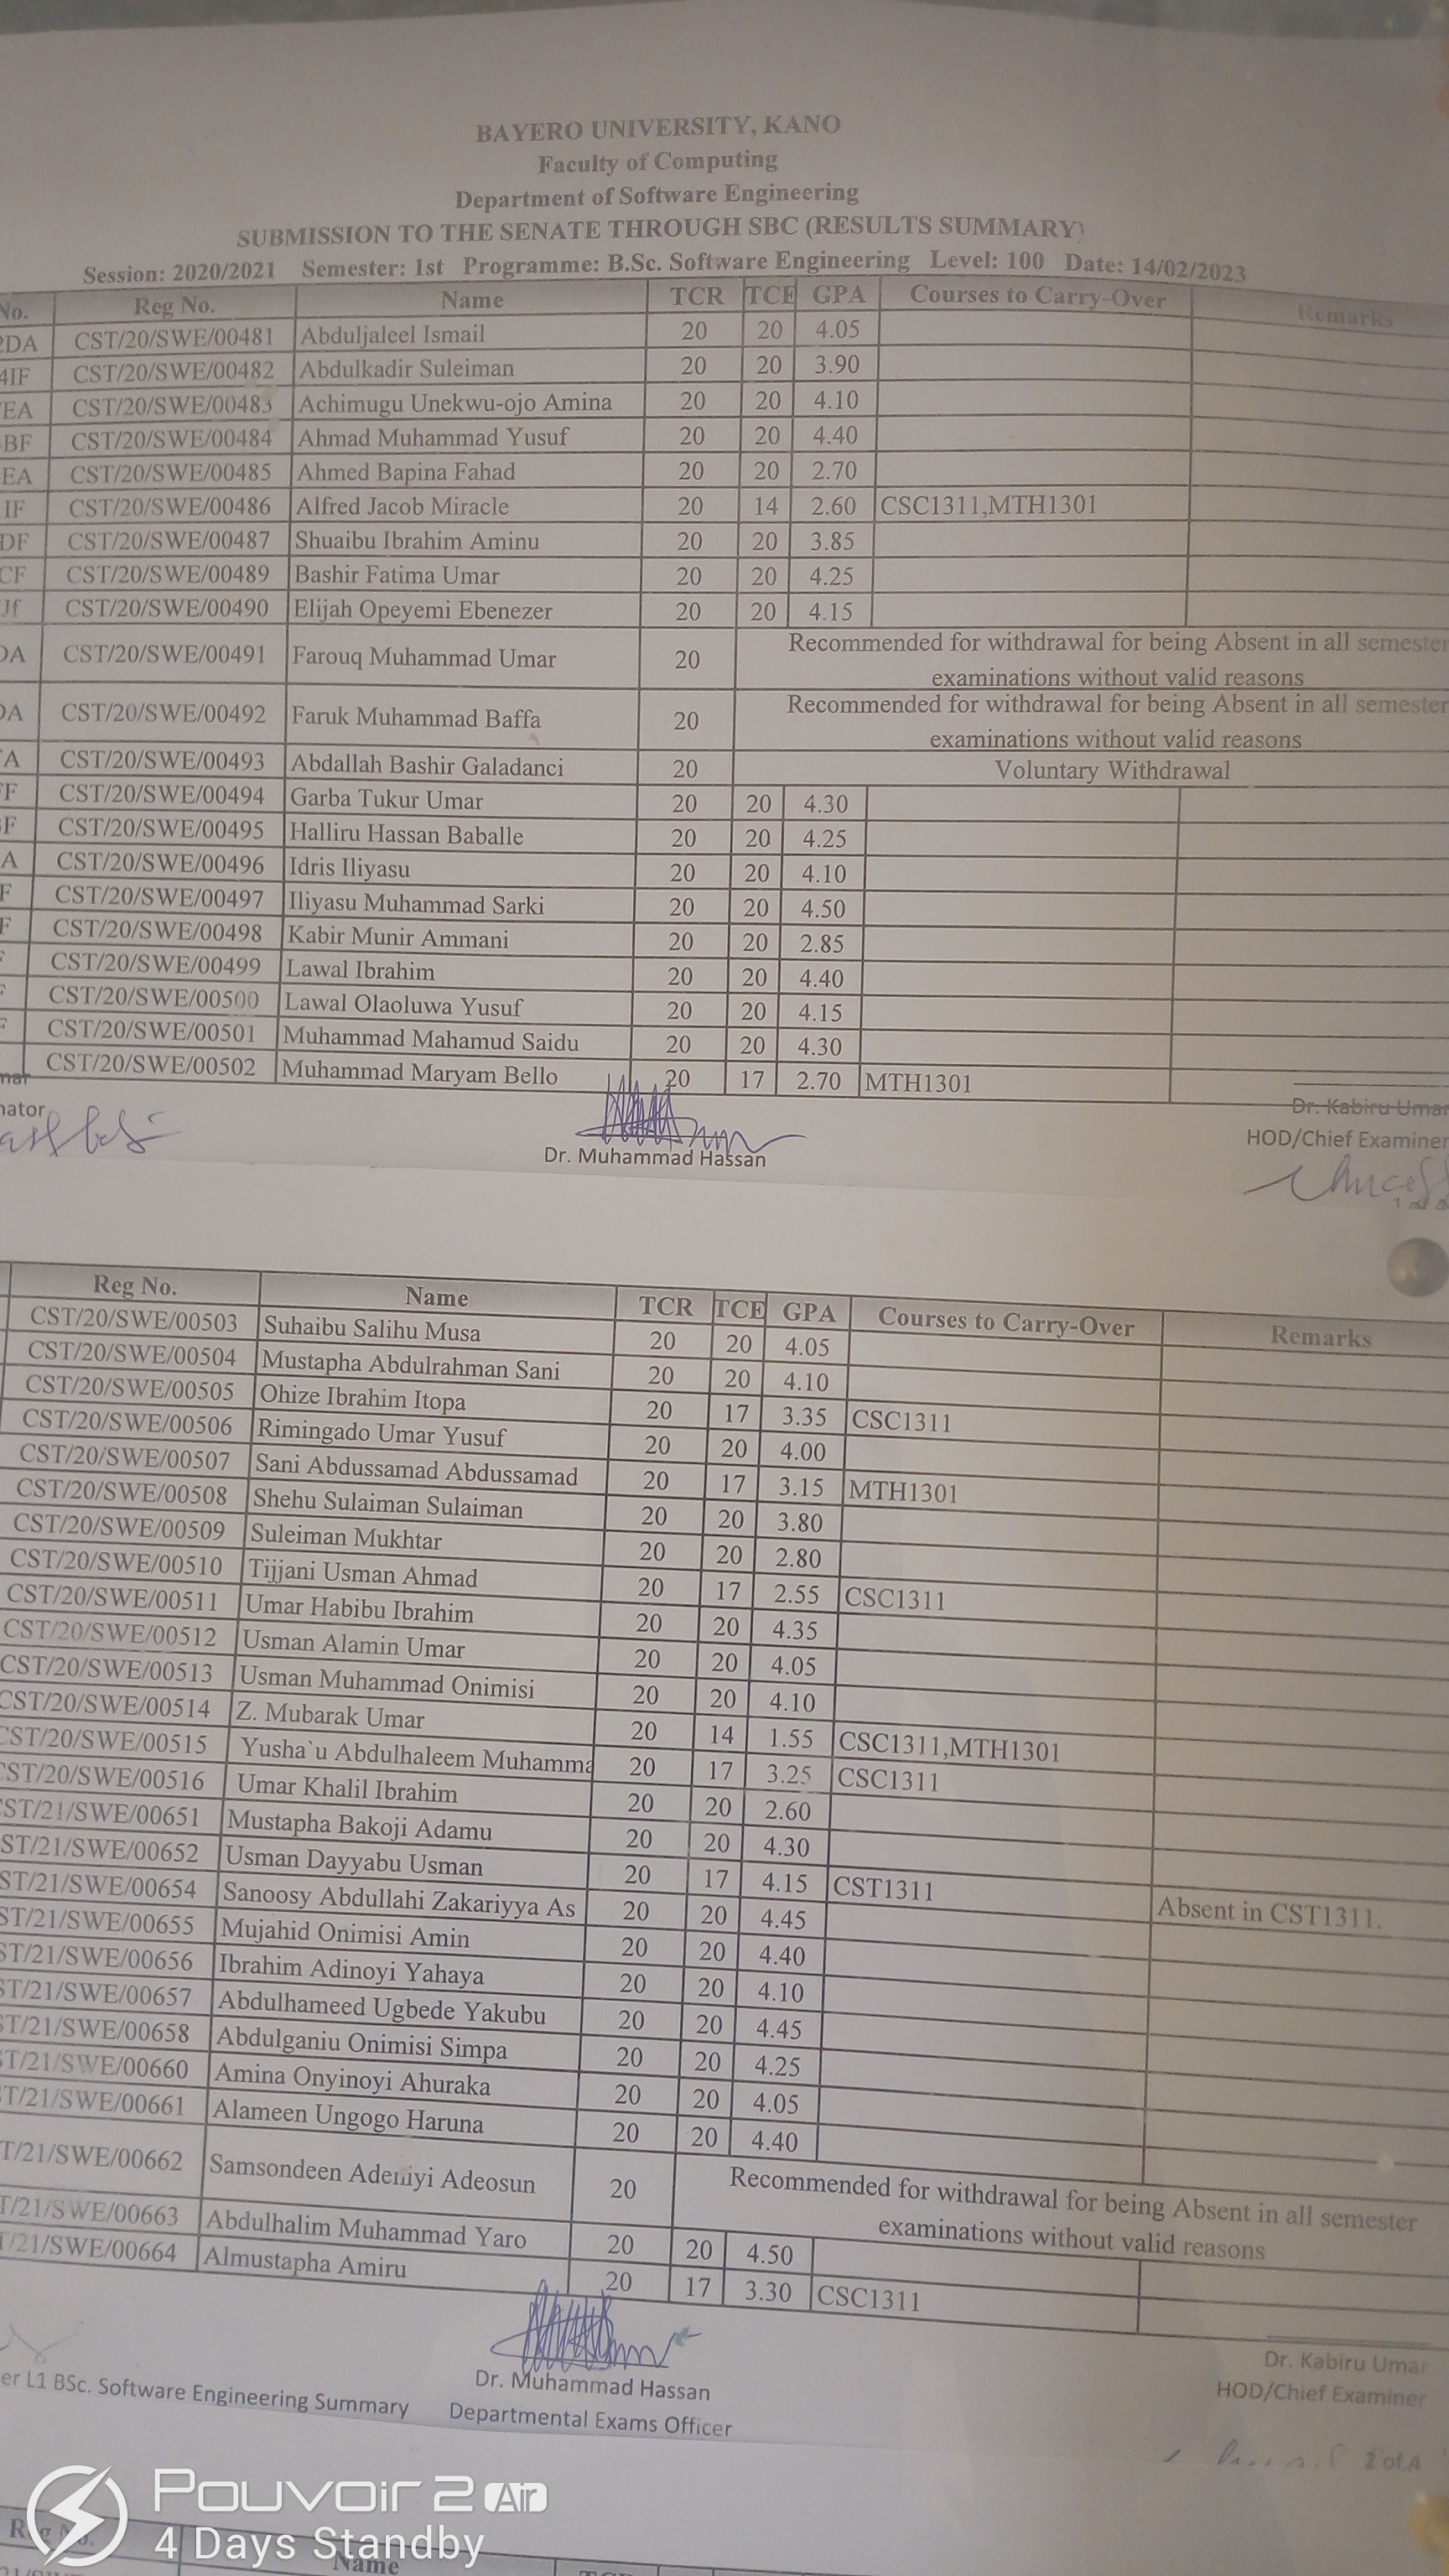 BAYERO UNIVERSITY, KANO
Faculty of Computing
Department of Software Engineering
SUBMISSION TO THE SENATE THROUGH SBC (RESULTS SUMMARY)
Session: 2020/2021 Semester: 1st Programme: B.Sc. Software Engineering Level: 100 Date: 14/02/2023
No. Reg No. Name TCR TCE GPA Courses to Carry-Over Remarks
DA CST/20/SWE/00481 Abduljaleel Ismail 20 20 4.05
4IF CST/20/SWE/00482 Abdulkadir Suleiman 20 20 3.90
EA CST/20/SWE/00483 Achimugu Unekwu-ojo Amina 20 20 4.10
BF CST/20/SWE/00484 Ahmad Muhammad Yusuf 20 20 4.40
EA CST/20/SWE/00485 Ahmed Bapina Fahad 20 20 2.70
IF CST/20/SWE/00486 Alfred Jacob Miracle 20 14 2.60 CSC1311,MTH1301
DF CST/20/SWE/00487 Shuaibu Ibrahim Aminu 20 20 3.85
CF CST/20/SWE/00489 Bashir Fatima Umar 20 20 4.25
Jf CST/20/SWE/00490 Elijah Opeyemi Ebenezer 20 20 4.15
DA CST/20/SWE/00491 Farouq Muhammad Umar 20 Recommended for withdrawal for being Absent in all semester
examinations without valid reasons
DA CST/20/SWE/00492 Faruk Muhammad Baffa 20 Recommended for withdrawal for being Absent in all semester
examinations without valid reasons
A CST/20/SWE/00493 Abdallah Bashir Galadanci 20 Voluntary Withdrawal
F CST/20/SWE/00494 Garba Tukur Umar 20 20 4.30
F CST/20/SWE/00495 Halliru Hassan Baballe 20 20 4.25
A CST/20/SWE/00496 Idris Iliyasu 20 20 4.10
F CST/20/SWE/00497 Iliyasu Muhammad Sarki 20 20 4.50
F CST/20/SWE/00498 Kabir Munir Ammani 20 20 2.85
CST/20/SWE/00499 Lawal Ibrahim 20 20 4.40
CST/20/SWE/00500 Lawal Olaoluwa Yusuf 20 20 4.15
CST/20/SWE/00501 Muhammad Mahamud Saidu 20 20 4.30
CST/20/SWE/00502 Muhammad Maryam Bello 20 17 2.70 MTH1301
mar Dr. Kabiru Umar
nator HOD/Chief Examiner
Dr. Muhammad Hassan
Reg No. Name TCR TCE GPA Courses to Carry-Over Remarks
CST/20/SWE/00503 Suhaibu Salihu Musa 20 20 4.05
CST/20/SWE/00504 Mustapha Abdulrahman Sani 20 20 4.10
CST/20/SWE/00505 Ohize Ibrahim Itopa 20 17 3.35 CSC1311
CST/20/SWE/00506 Rimingado Umar Yusuf 20 20 4.00
CST/20/SWE/00507 Sani Abdussamad Abdussamad 20 17 3.15 MTH1301
CST/20/SWE/00508 Shehu Sulaiman Sulaiman 20 20 3.80
CST/20/SWE/00509 Suleiman Mukhtar 20 20 2.80
CST/20/SWE/00510 Tijjani Usman Ahmad 20 17 2.55 CSC1311
CST/20/SWE/00511 Umar Habibu Ibrahim 20 20 4.35
CST/20/SWE/00512 Usman Alamin Umar 20 20 4.05
CST/20/SWE/00513 Usman Muhammad Onimisi 20 20 4.10
CST/20/SWE/00514 Z. Mubarak Umar 20 14 1.55 CSC1311,MTH1301
CST/20/SWE/00515 Yusha`u Abdulhaleem Muhamma 20 17 3.25 CSC1311
ST/20/SWE/00516 Umar Khalil Ibrahim 20 20 2.60
ST/21/SWE/00651 Mustapha Bakoji Adamu 20 20 4.30
ST/21/SWE/00652 Usman Dayyabu Usman 20 17 4.15 CST1311 Absent in CST1311.
ST/21/SWE/00654 Sanoosy Abdullahi Zakariyya As 20 20 4.45
ST/21/SWE/00655 Mujahid Onimisi Amin 20 20 4.40
ST/21/SWE/00656 Ibrahim Adinoyi Yahaya 20 20 4.10
ST/21/SWE/00657 Abdulhameed Ugbede Yakubu 20 20 4.45
ST/21/SWE/00658 Abdulganiu Onimisi Simpa 20 20 4.25
ST/21/SWE/00660 Amina Onyinoyi Ahuraka 20 20 4.05
ST/21/SWE/00661 Alameen Ungogo Haruna 20 20 4.40
T/21/SWE/00662 Samsondeen Adeniyi Adeosun 20 Recommended for withdrawal for being Absent in all semester
examinations without valid reasons
T/21/SWE/00663 Abdulhalim Muhammad Yaro 20 20 4.50
T/21/SWE/00664 Almustapha Amiru 20 17 3.30 CSC1311
Dr. Kabiru Umar
HOD/Chief Examiner
er L1 BSc. Software Engineering Summary Dr. Muhammad Hassan
Departmental Exams Officer
2 of 4
Reg No. Name
Pouvoir 2 Air
4 Days Standby